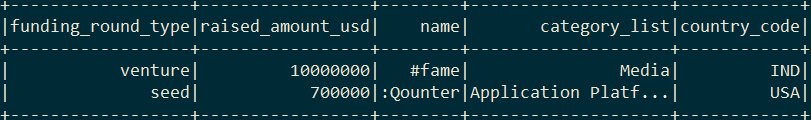 +------------------+-----------------+--------+--------------------+------------+
|funding_round_type|raised_amount_usd|    name|       category_list|country_code|
+------------------+-----------------+--------+--------------------+------------+
|           venture|         10000000|   #fame|               Media|         IND|
|              seed|           700000|:Qounter|Application Platf...|         USA|
+------------------+-----------------+--------+--------------------+------------+